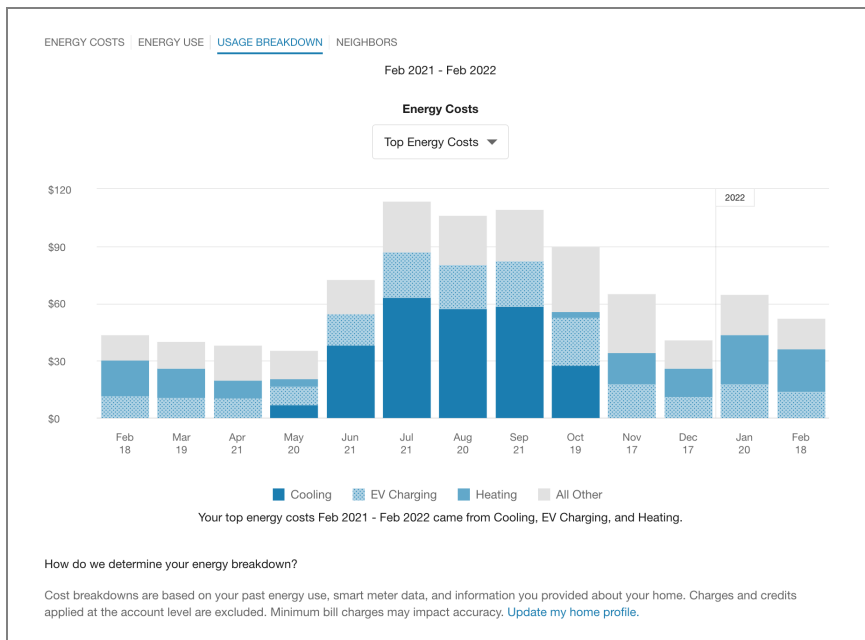 ENERGY COSTS ENERGY USE USAGE BREAKDOWN NEIGHBORS
Feb 2021 - Feb 2022
Energy Costs
Top Energy Costs
$120
2022
$90
$60
$30
$0
Feb Mar Apr May Jun Jul Aug Sep Oct Nov Dec Jan Feb
18 19 21 20 21 21 20 21 19 17 17 20 18
Cooling EV Charging Heating All Other
Your top energy costs Feb 2021 - Feb 2022 came from Cooling, EV Charging, and Heating.
How do we determine your energy breakdown?
Cost breakdowns are based on your past energy use, smart meter data, and information you provided about your home. Charges and credits
applied at the account level are excluded. Minimum bill charges may impact accuracy. Update my home profile.